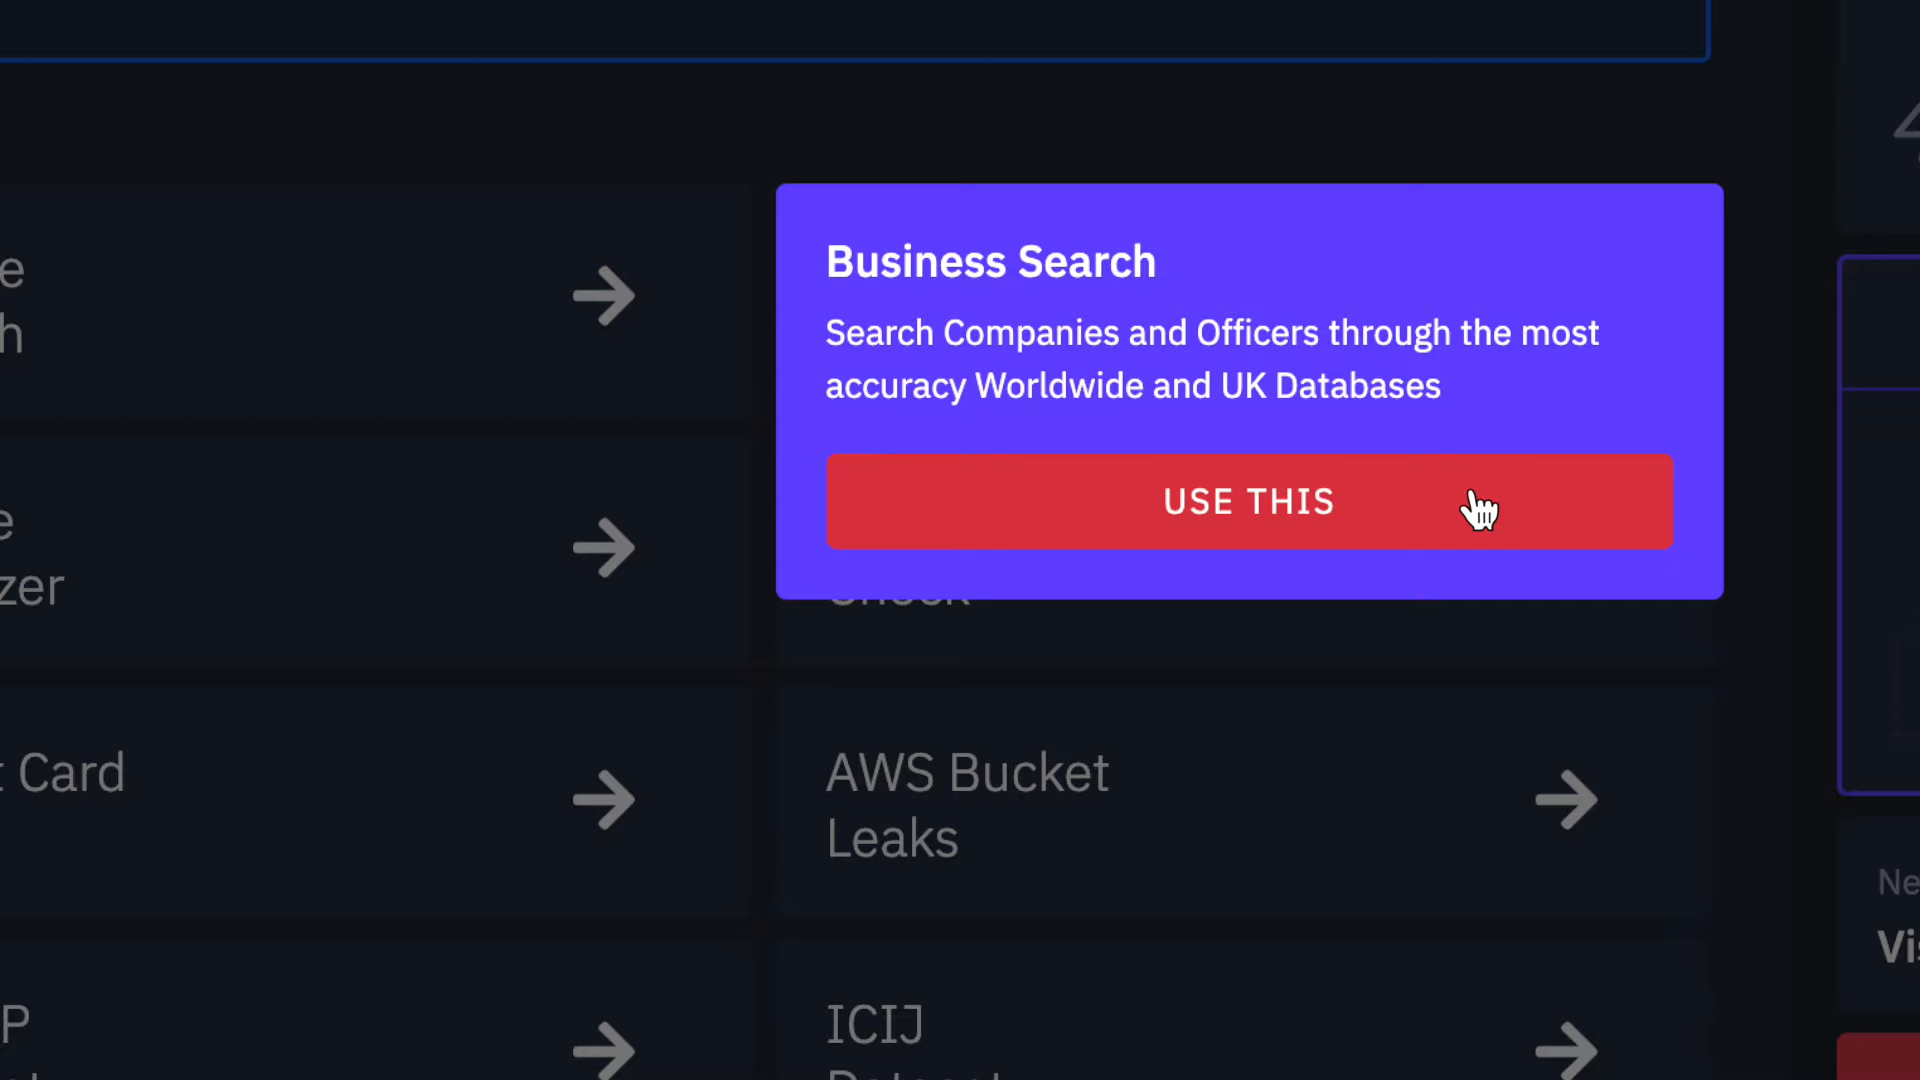 Business Search
Search Companies and Officers through the most
accuracy Worldwide and UK Databases
USE THIS
Card
AWS Bucket
Leaks
ICIJ